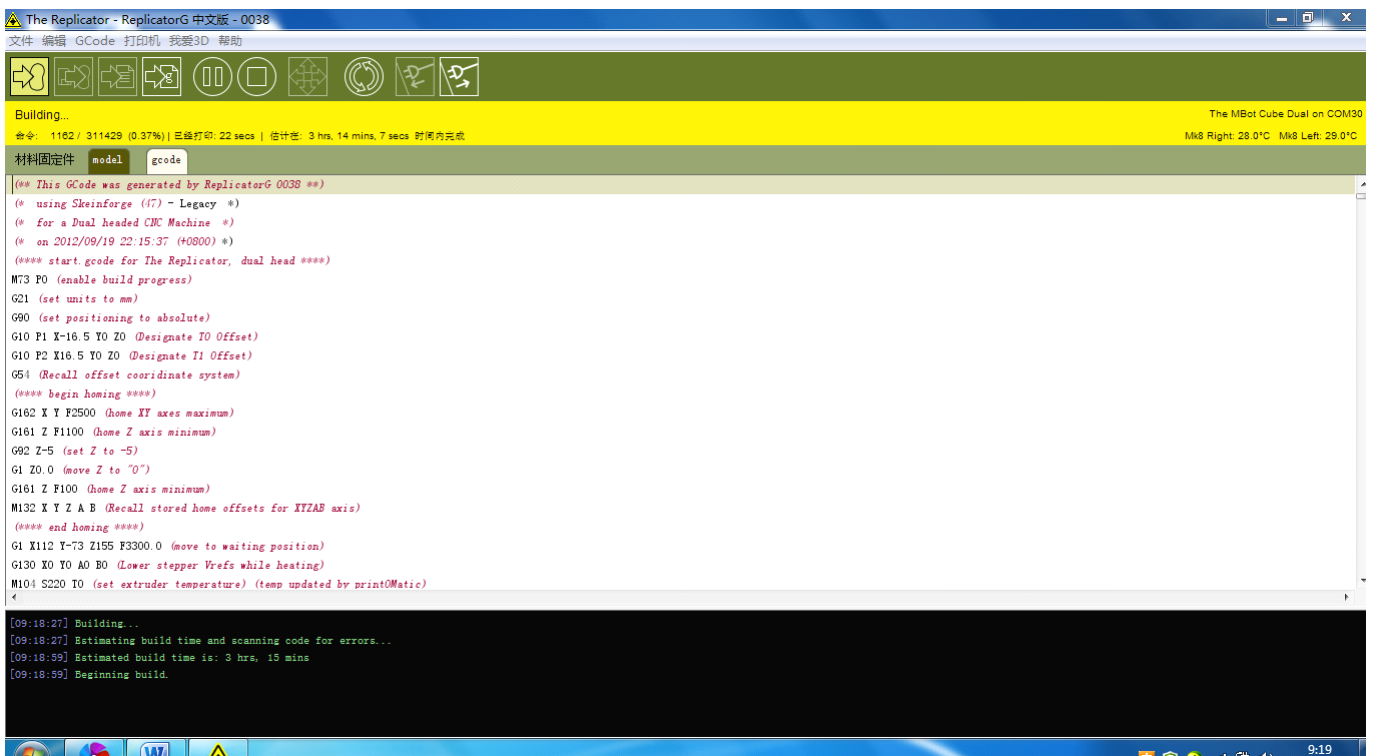 The Replicator - ReplicatorG 中文版 - 0038
文件 编辑 GCode 打印机 我爱3D 帮助
Building...
The MBot Cube Dual on COM30
命令: 1162 / 311429 (0.37%) | 已经打印: 22 secs | 估计在: 3 hrs, 14 mins, 7 secs 时间内完成
Mk8 Right: 28.0°C Mk8 Left: 29.0°C
材料固定件 model gcode
(** This GCode was generated by ReplicatorG 0038 **)
(* using Skeinforge (47) - Legacy *)
(* for a Dual headed CNC Machine *)
(* on 2012/09/19 22:15:37 (+0800) *)
(**** start.gcode for The Replicator, dual head ****)
M73 P0 (enable build progress)
G21 (set units to mm)
G90 (set positioning to absolute)
G10 P1 X-16.5 Y0 Z0 (Designate T0 Offset)
G10 P2 X16.5 Y0 Z0 (Designate T1 Offset)
G54 (Recall offset cooridinate system)
(**** begin homing ****)
G162 X Y F2500 (home XY axes maximum)
G161 Z F1100 (home Z axis minimum)
G92 Z-5 (set Z to -5)
G1 Z0.0 (move Z to "0")
G161 Z F100 (home Z axis minimum)
M132 X Y Z A B (Recall stored home offsets for XYZAB axis)
(**** end homing ****)
G1 X112 Y-73 Z155 F3300.0 (move to waiting position)
G130 X0 Y0 A0 B0 (Lower stepper Vrefs while heating)
M104 S220 T0 (set extruder temperature) (temp updated by printOMatic)
[09:18:27] Building...
[09:18:27] Estimating build time and scanning code for errors...
[09:18:59] Estimated build time is: 3 hrs, 15 mins
[09:18:59] Beginning build.
9:19